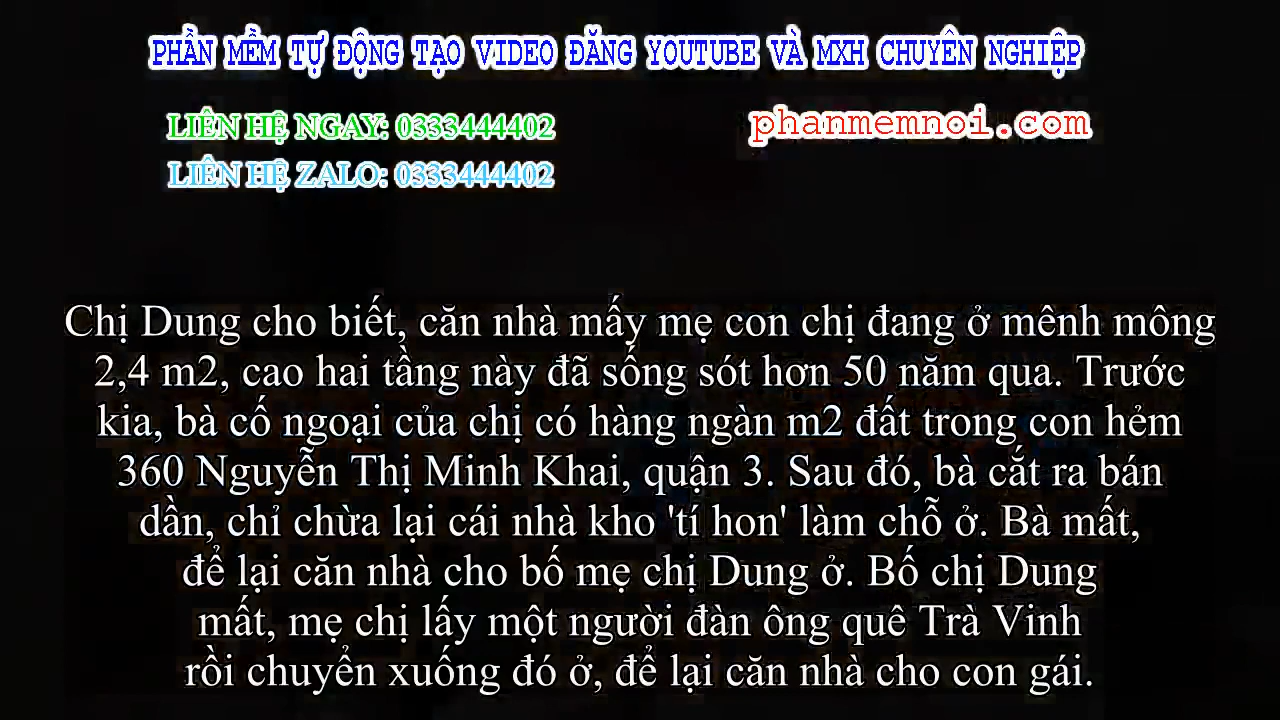 PHẦN MỀM TỰ ĐỘNG TẠO VIDEO ĐĂNG YOUTUBE VÀ MXH CHUYÊN NGHIỆP
LIÊN HỆ NGAY: 0333444402
phanmemnoi.com
LIÊN HỆ ZALO: 0333444402
Chị Dung cho biết, căn nhà mấy mẹ con chị đang ở mênh mông
2,4 m2, cao hai tầng này đã sống sót hơn 50 năm qua. Trước
kia, bà cố ngoại của chị có hàng ngàn m2 đất trong con hẻm
360 Nguyễn Thị Minh Khai, quận 3. Sau đó, bà cắt ra bán
dần, chỉ chừa lại cái nhà kho 'tí hon' làm chỗ ở. Bà mất,
để lại căn nhà cho bố mẹ chị Dung ở. Bố chị Dung
mất, mẹ chị lấy một người đàn ông quê Trà Vinh
rồi chuyển xuống đó ở, để lại căn nhà cho con gái.